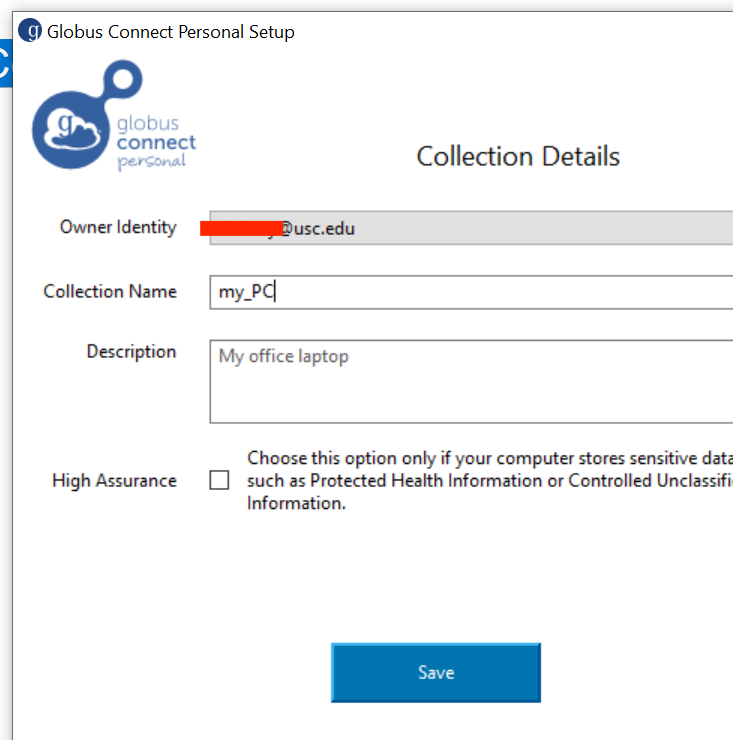 g Globus Connect Personal Setup
C
g
globus
connect
personal
Collection Details
Owner Identity
@usc.edu
Collection Name
my_PC
Description
My office laptop
High Assurance
Choose this option only if your computer stores sensitive data
such as Protected Health Information or Controlled Unclassifi
Information.
Save